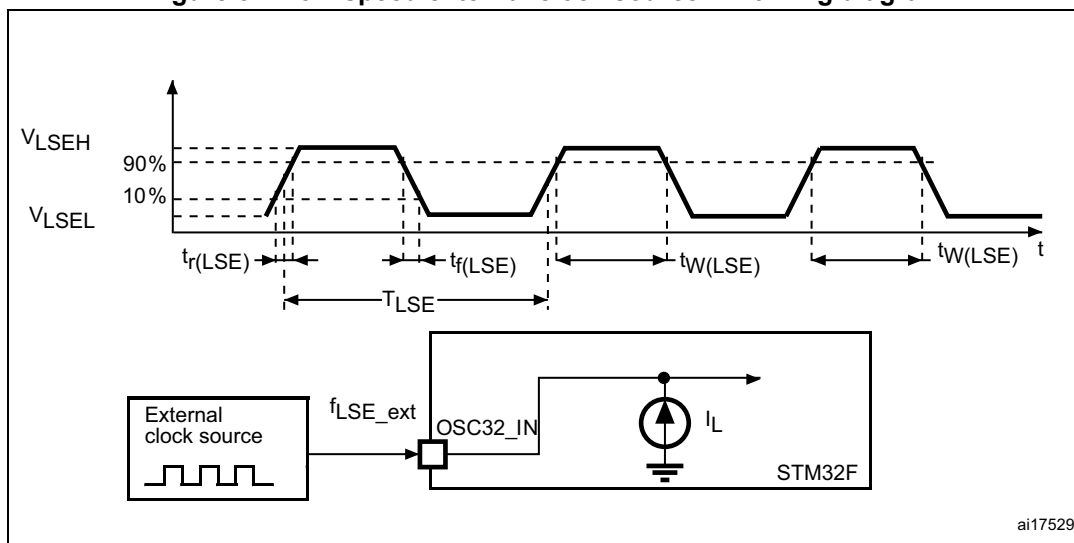 V_LSEH
90%
10%
V_LSEL
t_r(LSE)
t_f(LSE)
t_W(LSE)
t_W(LSE)
t
T_LSE
External
clock source
f_LSE_ext
OSC32_IN
I_L
STM32F
ai17529